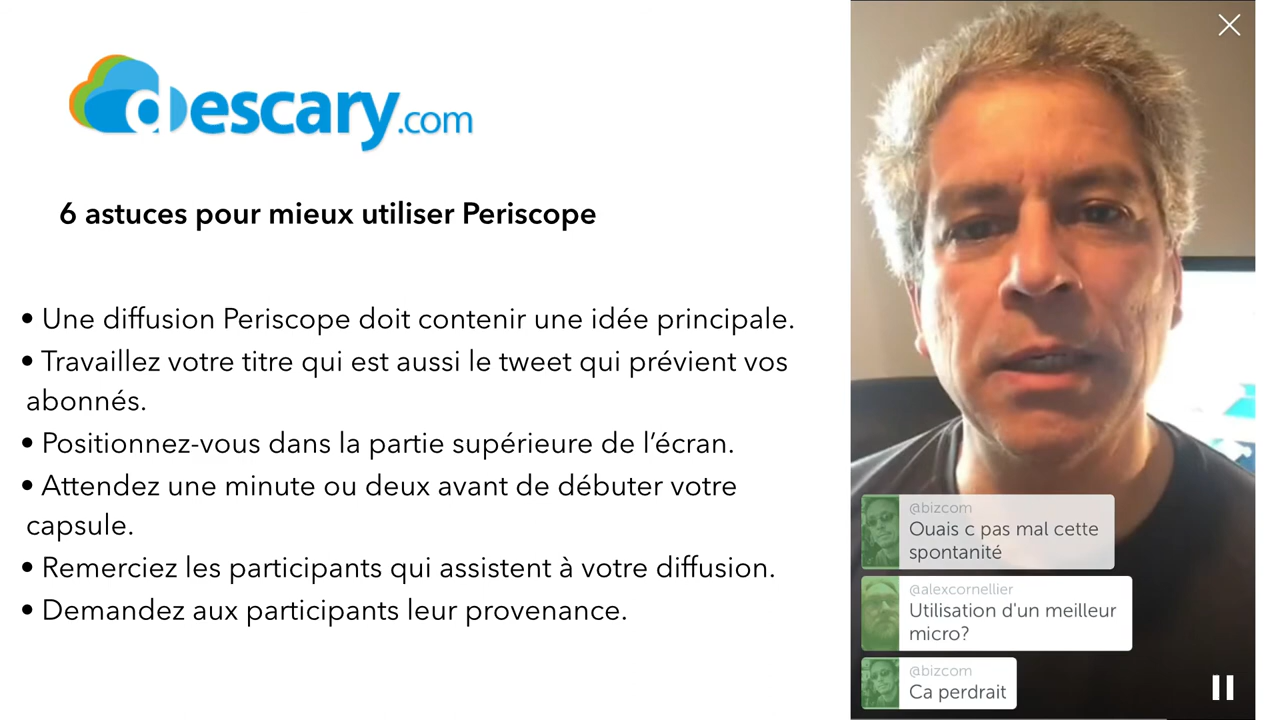 descary.com
6 astuces pour mieux utiliser Periscope
• Une diffusion Periscope doit contenir une idée principale.
• Travaillez votre titre qui est aussi le tweet qui prévient vos
abonnés.
• Positionnez-vous dans la partie supérieure de l’écran.
• Attendez une minute ou deux avant de débuter votre
capsule.
• Remerciez les participants qui assistent à votre diffusion.
• Demandez aux participants leur provenance.
@bizcom
Ouais c pas mal cette
spontanité
@alexcornellier
Utilisation d'un meilleur
micro?
@bizcom
Ca perdrait